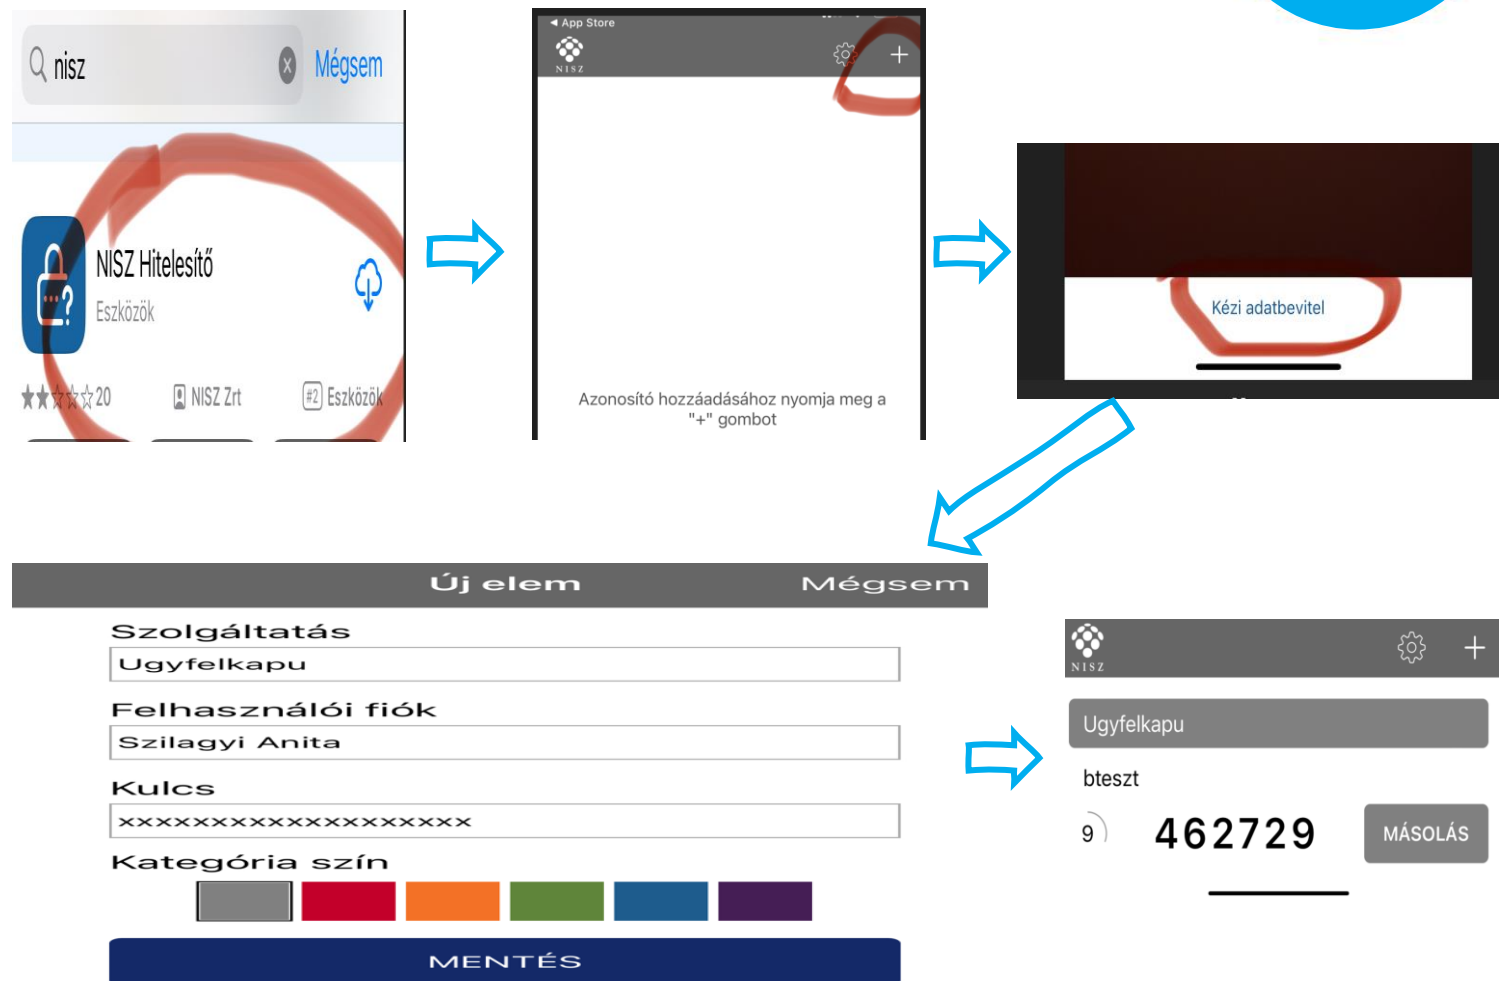 nisz
Mégsem
NISZ Hitelesítő
Eszközök
20
NISZ Zrt
#2 Eszközök
App Store
NISZ
Azonosító hozzáadásához nyomja meg a
"+" gombot
Kézi adatbevitel
Új elem
Mégsem
Szolgáltatás
Ugyfelkapu
Felhasználói fiók
Szilagyi Anita
Kulcs
xxxxxxxxxxxxxxxxxxx
Kategória szín
MENTÉS
NISZ
Ugyfelkapu
bteszt
9
462729
MÁSOLÁS